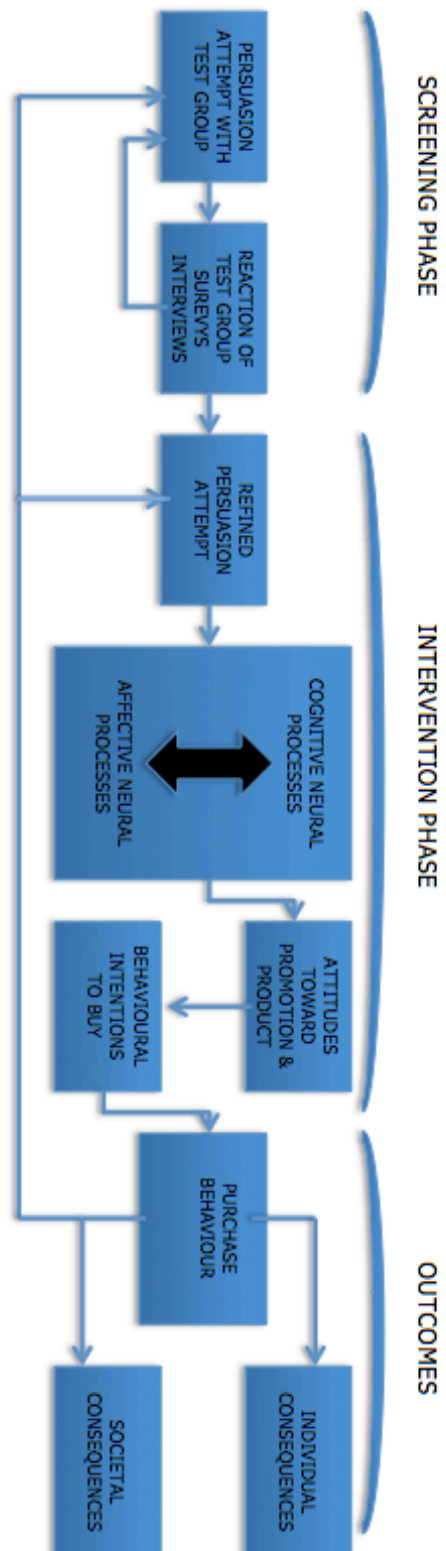 SCREENING PHASE
INTERVENTION PHASE
OUTCOMES
PERSUASION
ATTEMPT WITH
TEST GROUP
REACTION OF
TEST GROUP
SUREVYS
INTERVIEWS
REFINED
PERSUASION
ATTEMPT
COGNITIVE NEURAL
PROCESSES
AFFECTIVE NEURAL
PROCESSES
ATTITUDES
TOWARD
PROMOTION &
PRODUCT
BEHAVIOURAL
INTENTIONS
TO BUY
PURCHASE
BEHAVIOUR
INDIVIDUAL
CONSEQUENCES
SOCIETAL
CONSEQUENCES